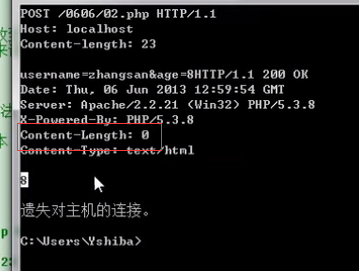 POST /0606/02.php HTTP/1.1
Host: localhost
Content-length: 23
username=zhangsan&age=8HTTP/1.1 200 OK
Date: Thu, 06 Jun 2013 12:59:54 GMT
Server: Apache/2.2.21 (Win32) PHP/5.3.8
X-Powered-By: PHP/5.3.8
Content-Length: 0
Content-Type: text/html
8
遗失对主机的连接。
C:\Users\Yshiba>